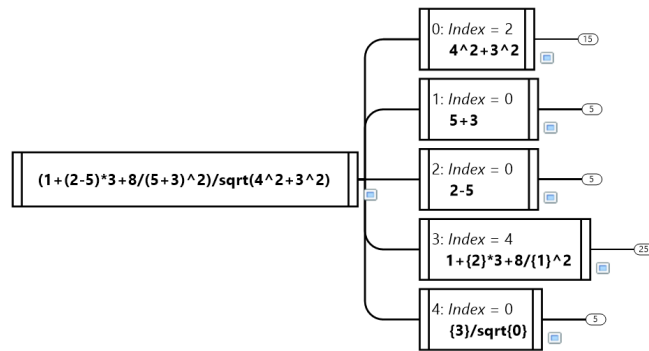 (1+(2-5)*3+8/(5+3)^2)/sqrt(4^2+3^2)
0: Index = 2
4^2+3^2
15
1: Index = 0
5+3
5
2: Index = 0
2-5
5
3: Index = 4
1+{2}*3+8/{1}^2
25
4: Index = 0
{3}/sqrt{0}
5